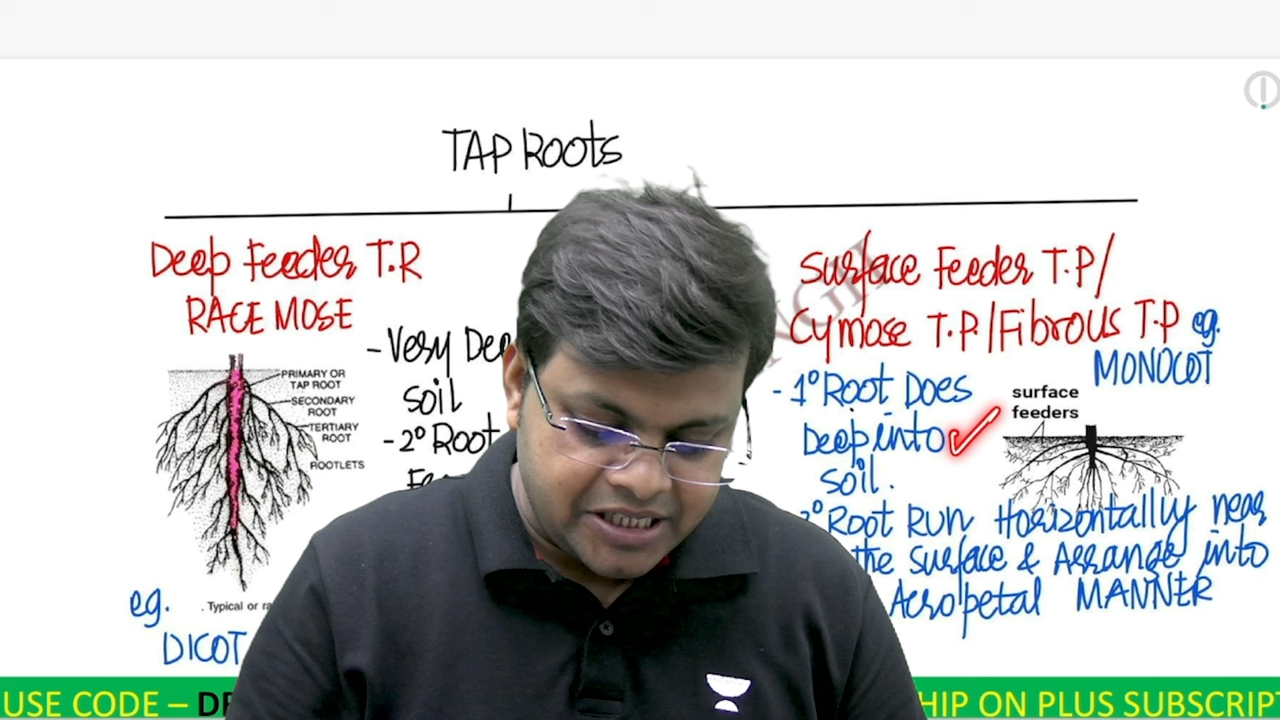 TAP Roots
Deep Feeder T.R
RACEMOSE
- Very Dee
soil
- 2° Root
PRIMARY OR
TAP ROOT
SECONDARY
ROOT
TERTIARY
ROOT
ROOTLETS
eg.
. Typical or ra
DICOT
Surface Feeder T.P/
Cymose T.P./Fibrous T.P eg.
MONOCOT
- 1° Root Does
Deep into
soil.
surface
feeders
2° Root Run Horizontally near
the surface & Arrange into
Acropetal MANNER
USE CODE – DE
HIP ON PLUS SUBSCRIPT